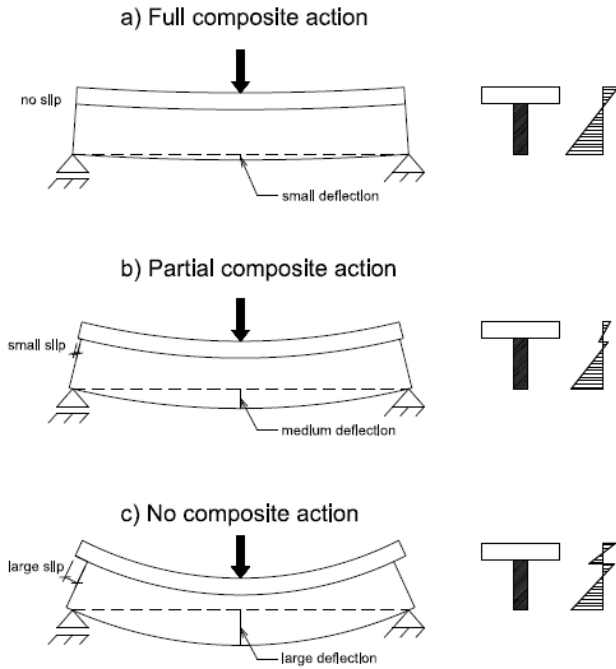 a) Full composite action
no slip
small deflection
b) Partial composite action
small slip
medium deflection
c) No composite action
large slip
large deflection